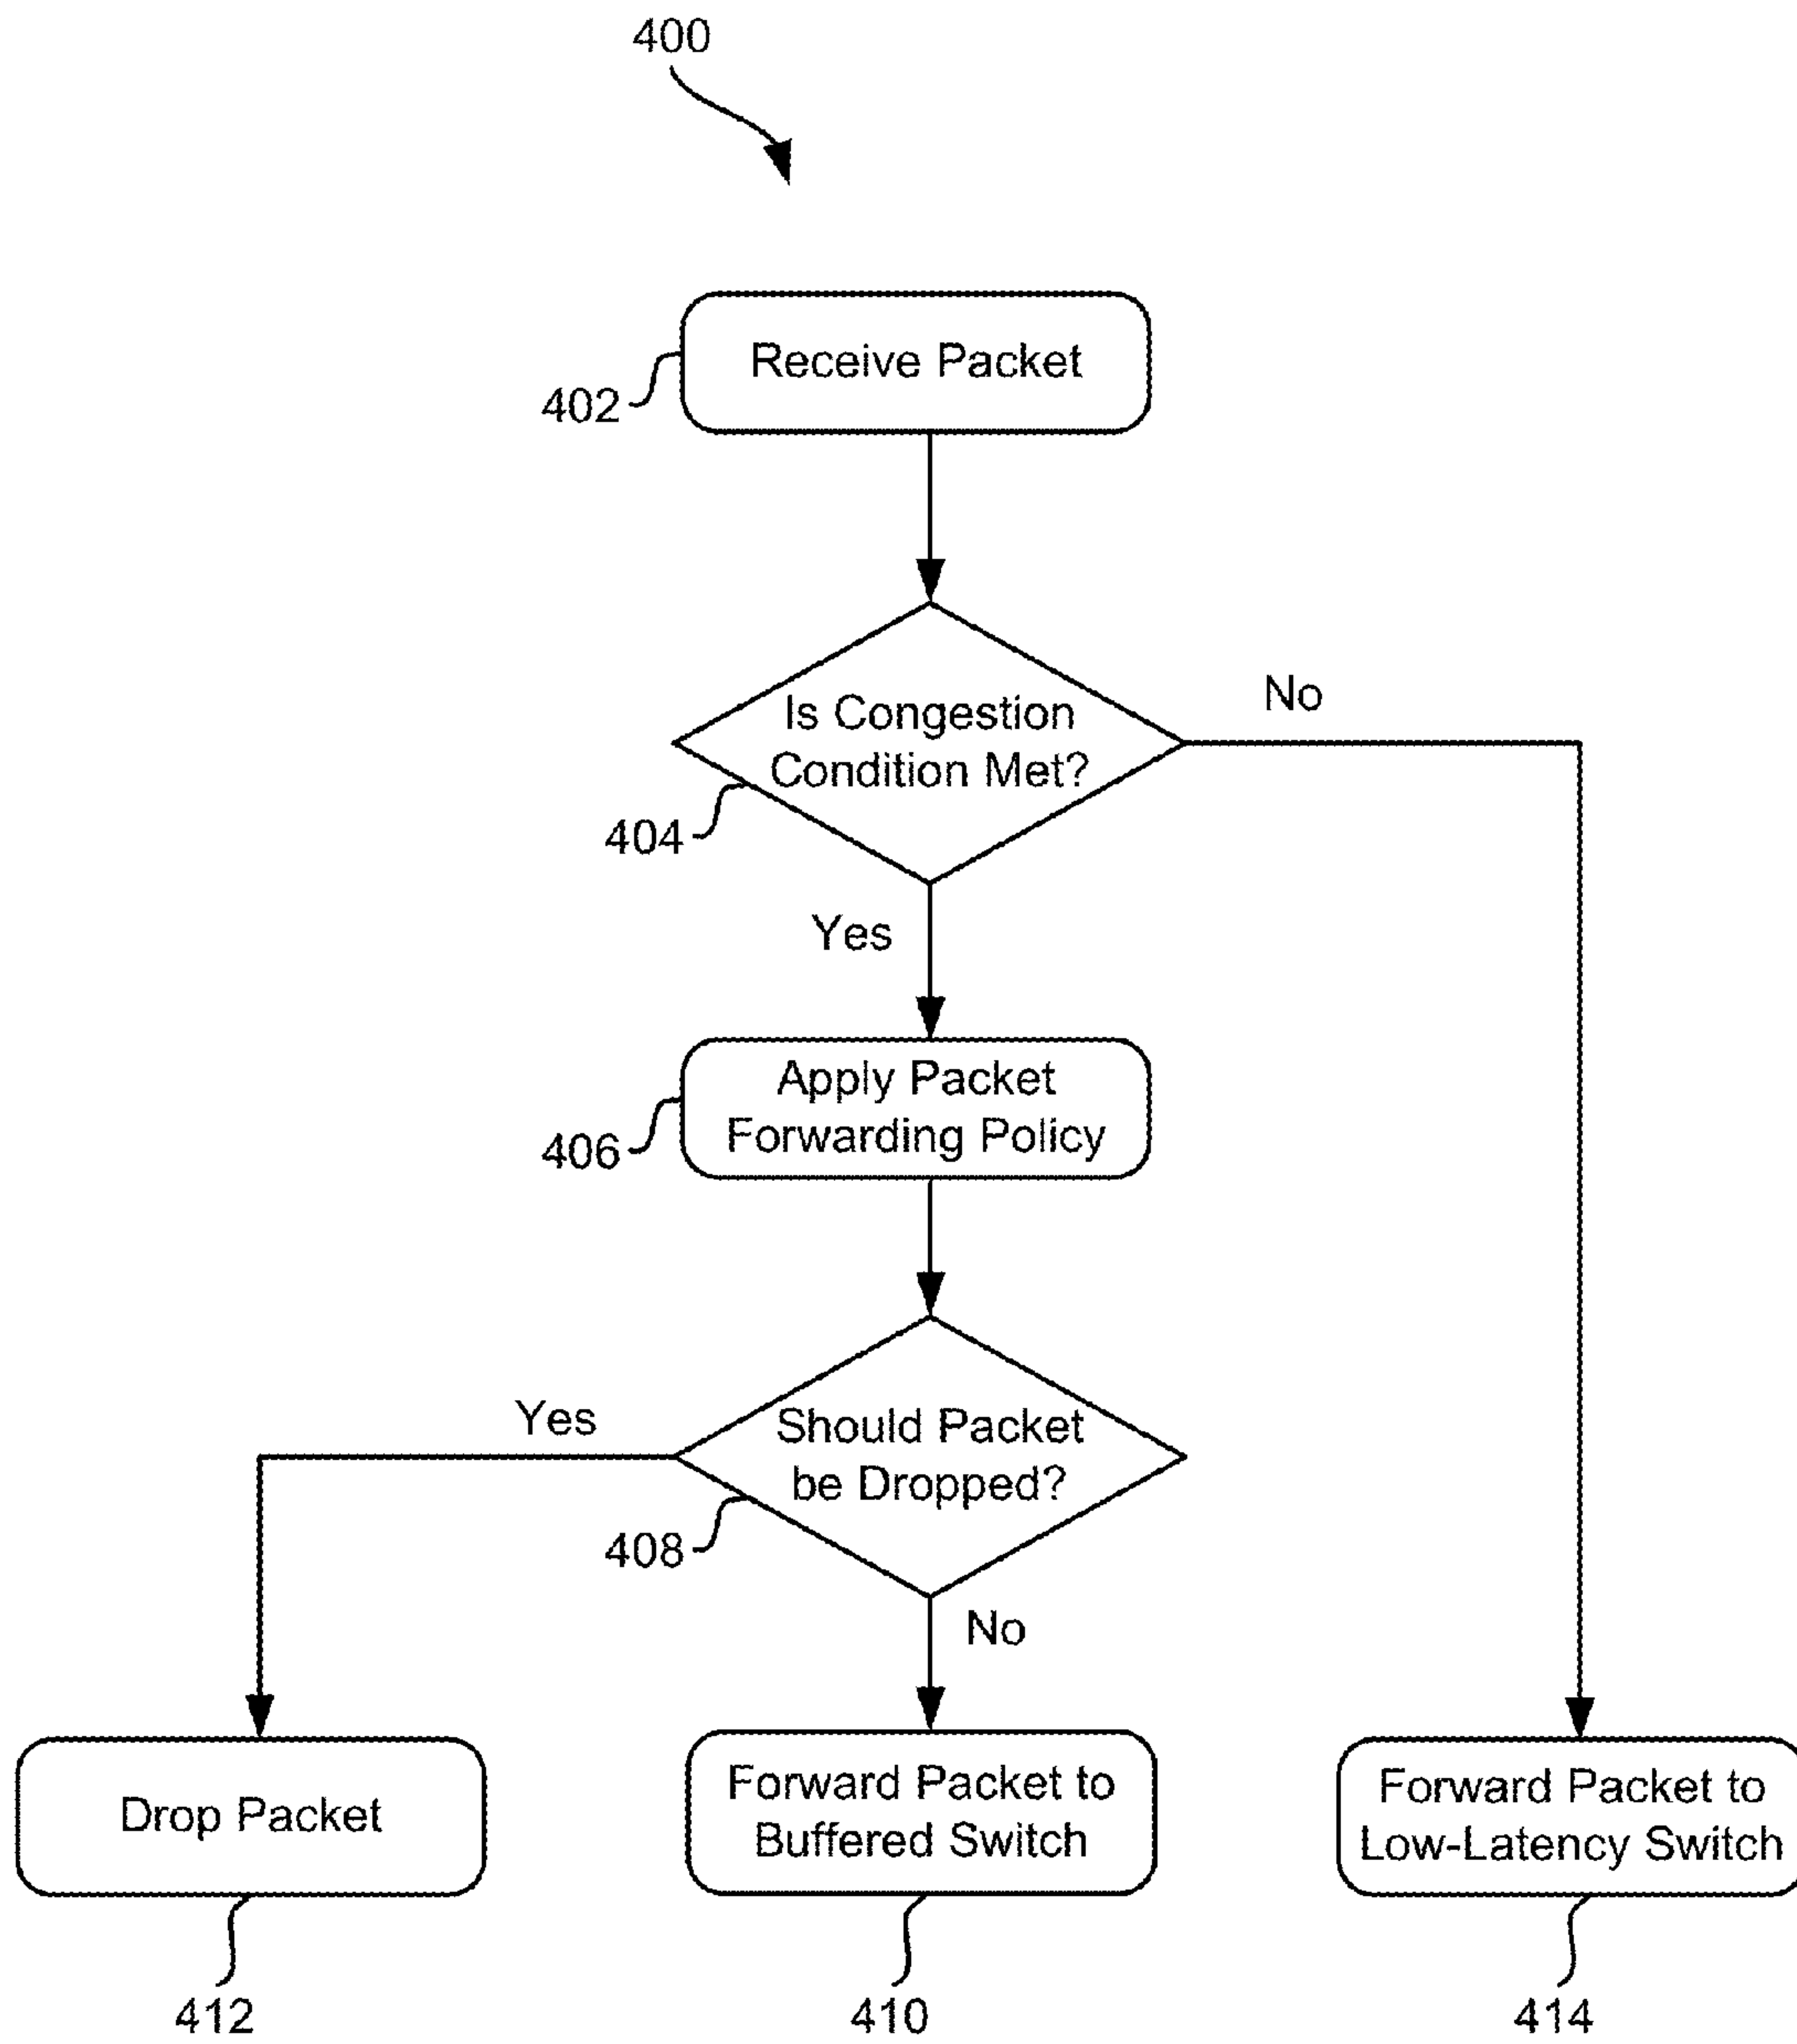 400
Receive Packet
402
Is Congestion
Condition Met?
No
404
Yes
Apply Packet
Forwarding Policy
406
Should Packet
be Dropped?
Yes
408
No
Drop Packet
Forward Packet to
Buffered Switch
Forward Packet to
Low-Latency Switch
412
410
414